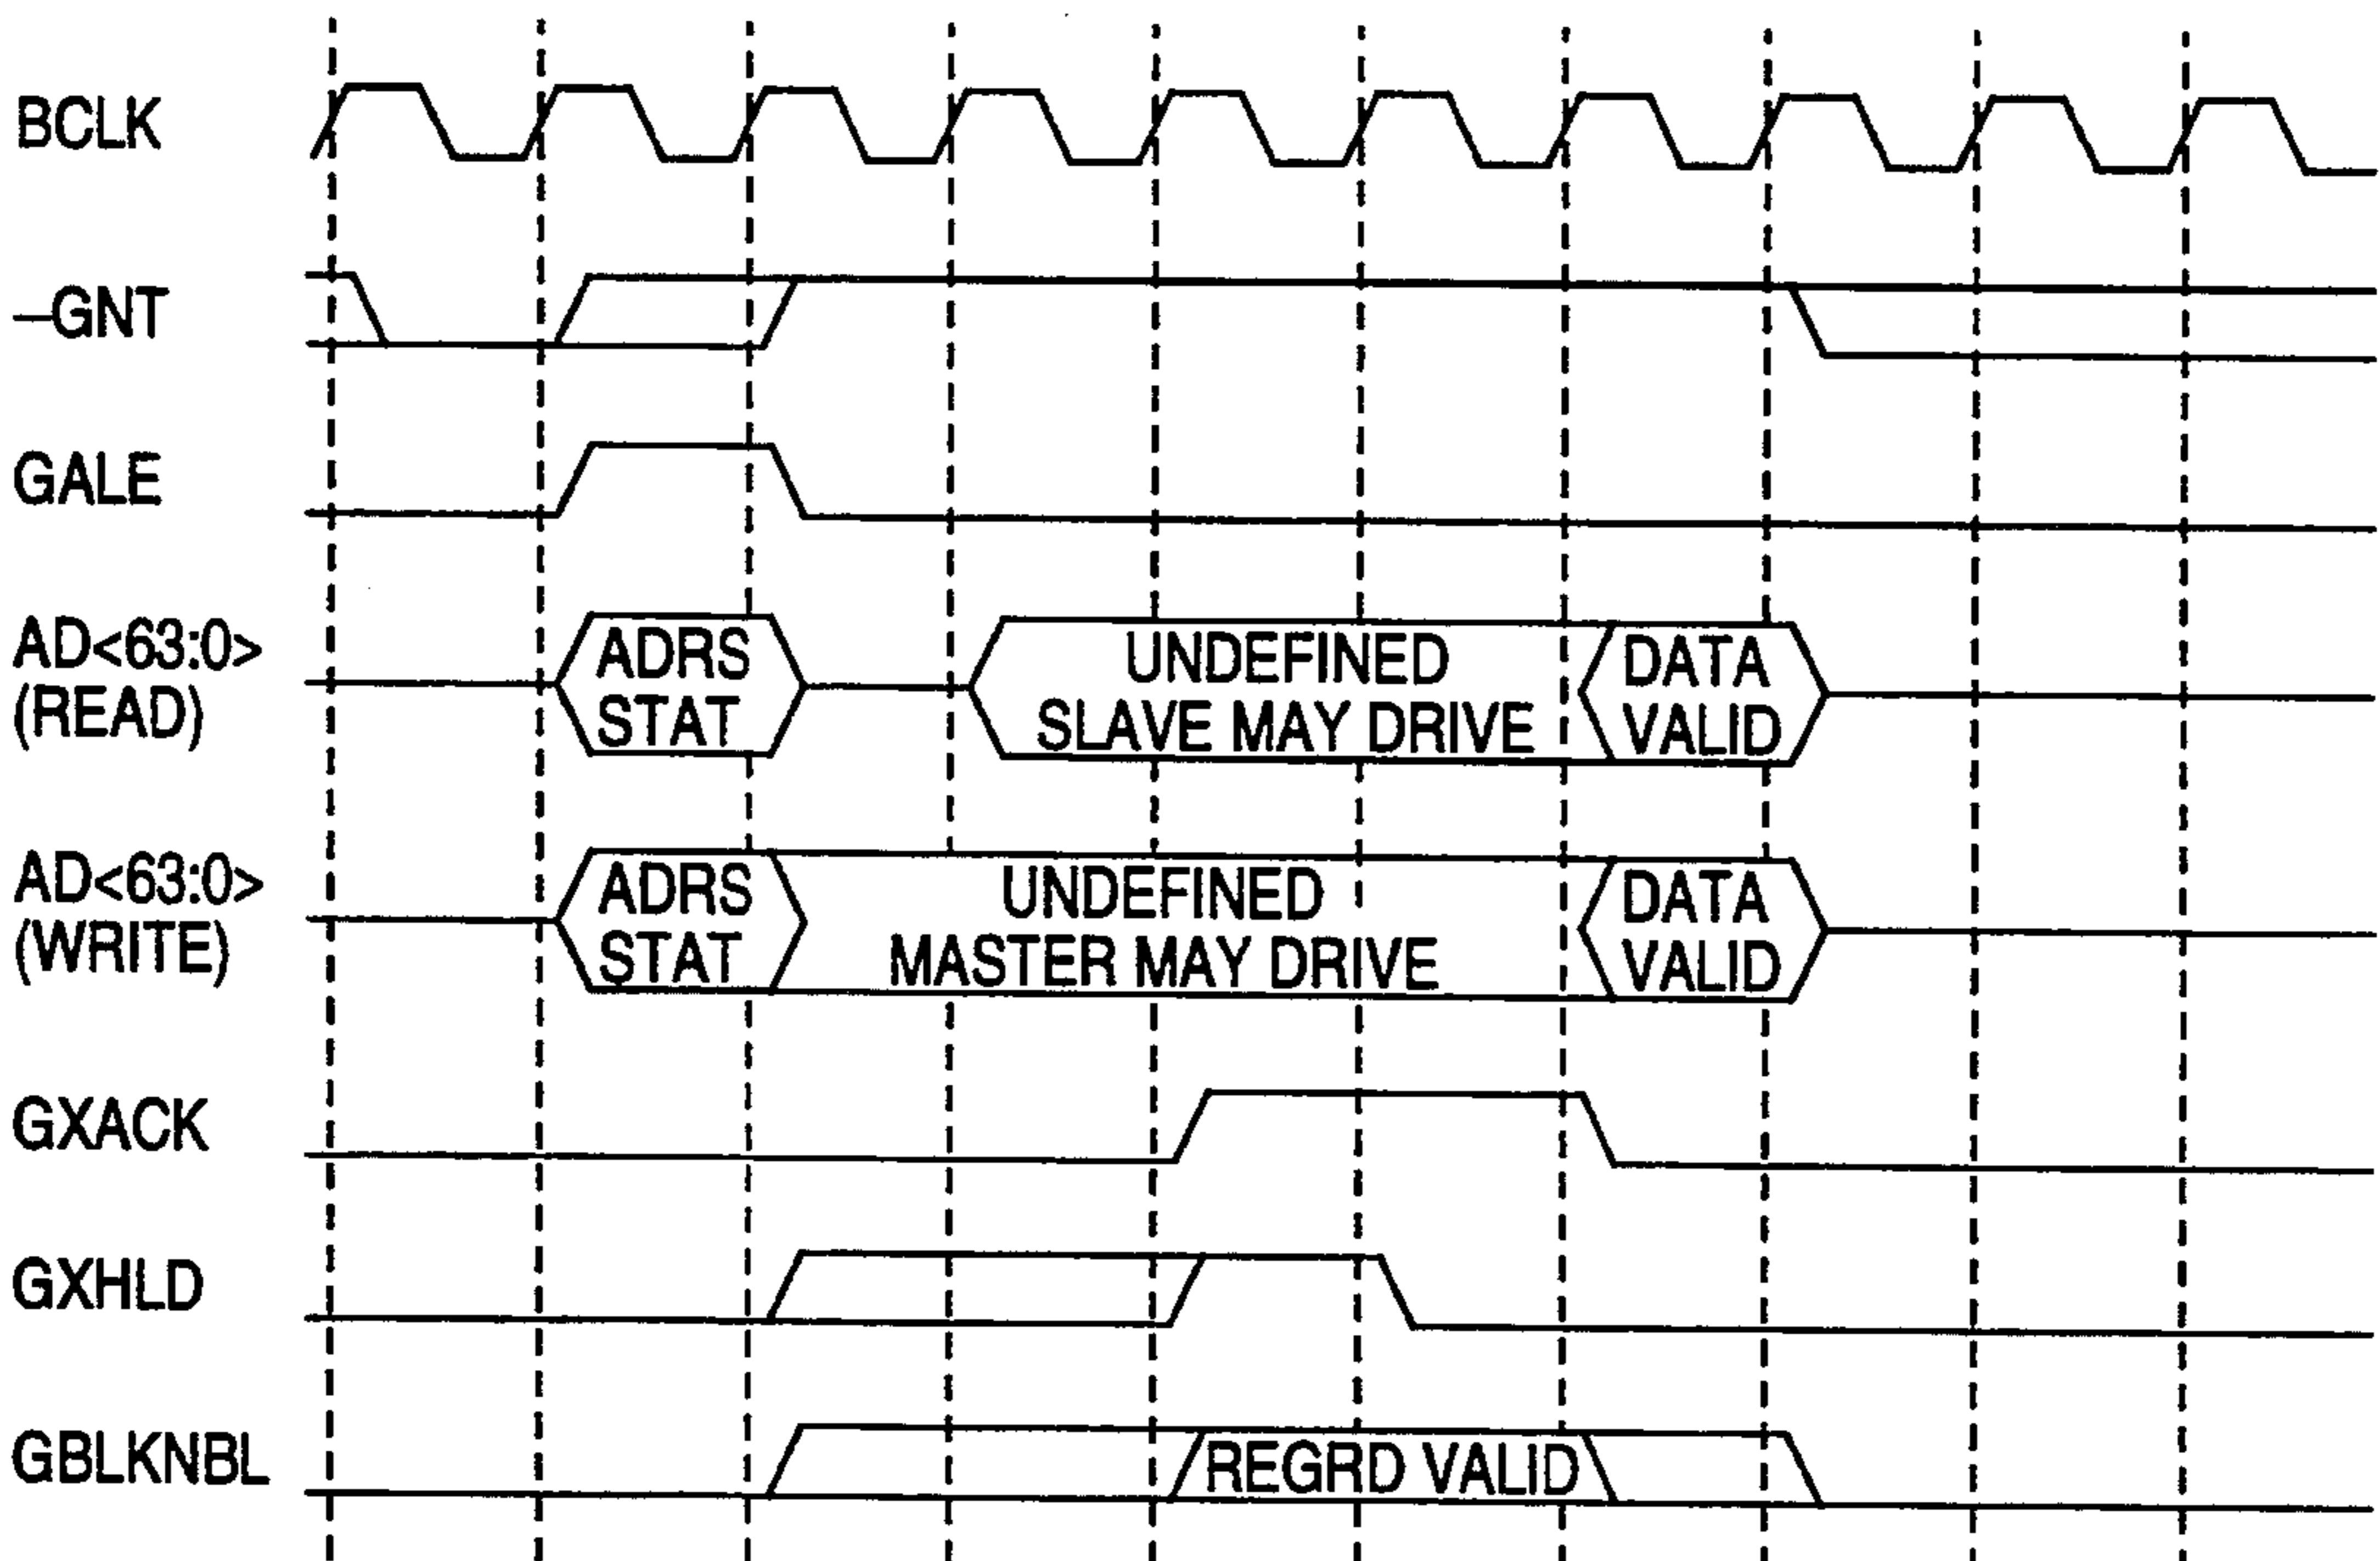 BCLK
–GNT
GALE
AD<63:0>
(READ)
ADRS
STAT
UNDEFINED
SLAVE MAY DRIVE
DATA
VALID
AD<63:0>
(WRITE)
ADRS
STAT
UNDEFINED
MASTER MAY DRIVE
DATA
VALID
GXACK
GXHLD
GBLKNBL
REGRD VALID